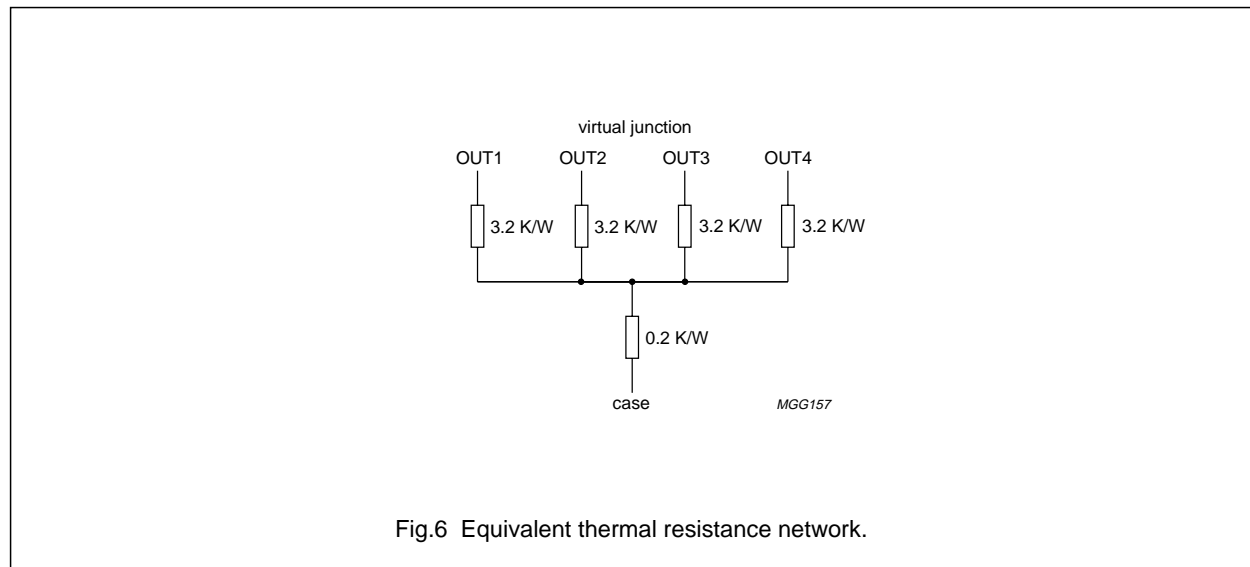 virtual junction
OUT1 OUT2 OUT3 OUT4
3.2 K/W 3.2 K/W 3.2 K/W 3.2 K/W
0.2 K/W
case MGG157
Fig.6 Equivalent thermal resistance network.